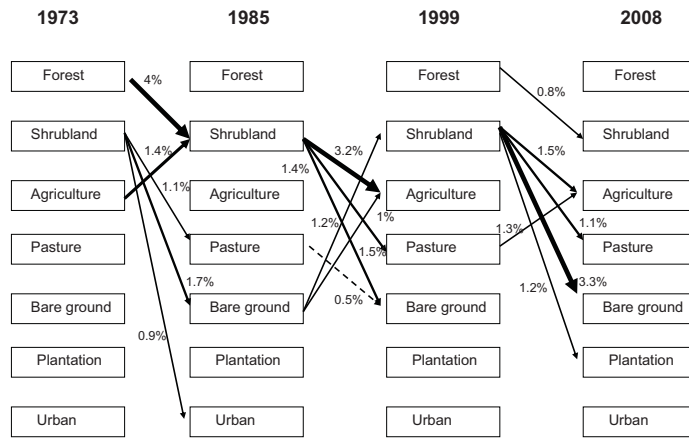 1973 1985 1999 2008
Forest Forest Forest Forest
4% 0.8%
Shrubland Shrubland Shrubland Shrubland
1.4% 3.2% 1.5%
1.4%
1.1%
Agriculture Agriculture Agriculture Agriculture
1.2% 1% 1.1%
1.3%
Pasture Pasture Pasture Pasture
1.5%
1.7% 3.3%
1.2%
0.5%
Bare ground Bare ground Bare ground Bare ground
0.9%
Plantation Plantation Plantation Plantation
Urban Urban Urban Urban